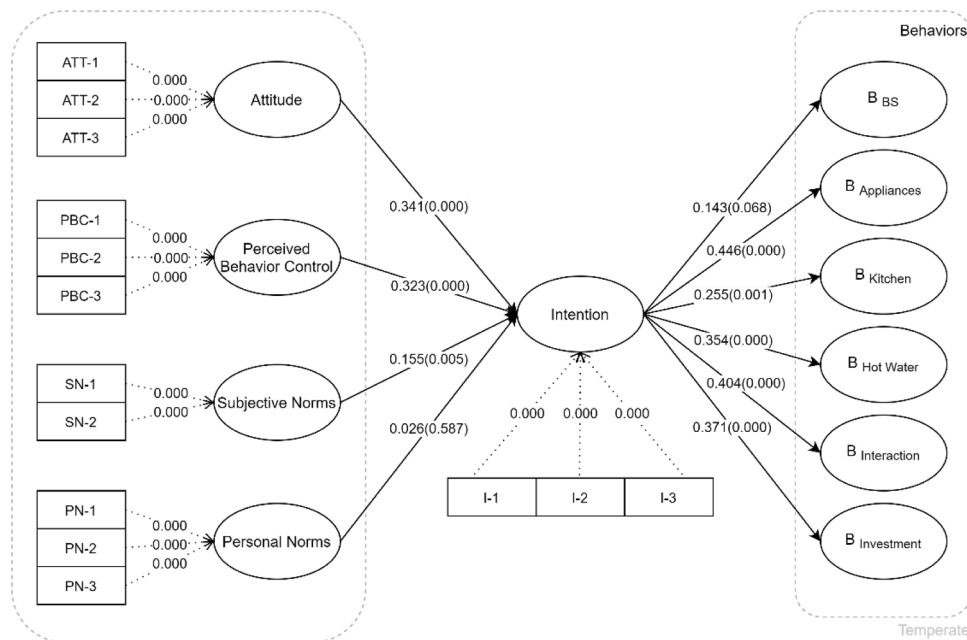 Behaviors
ATT-1
ATT-2
ATT-3
0.000
0.000
0.000
Attitude
PBC-1
PBC-2
PBC-3
0.000
0.000
0.000
Perceived
Behavior Control
SN-1
SN-2
0.000
0.000
Subjective Norms
PN-1
PN-2
PN-3
0.000
0.000
0.000
Personal Norms
0.341(0.000)
0.323(0.000)
0.155(0.005)
0.026(0.587)
Intention
0.000
0.000
0.000
I-1
I-2
I-3
0.143(0.068)
0.446(0.000)
0.255(0.001)
0.354(0.000)
0.404(0.000)
0.371(0.000)
B BS
B Appliances
B Kitchen
B Hot Water
B Interaction
B Investment
Temperate